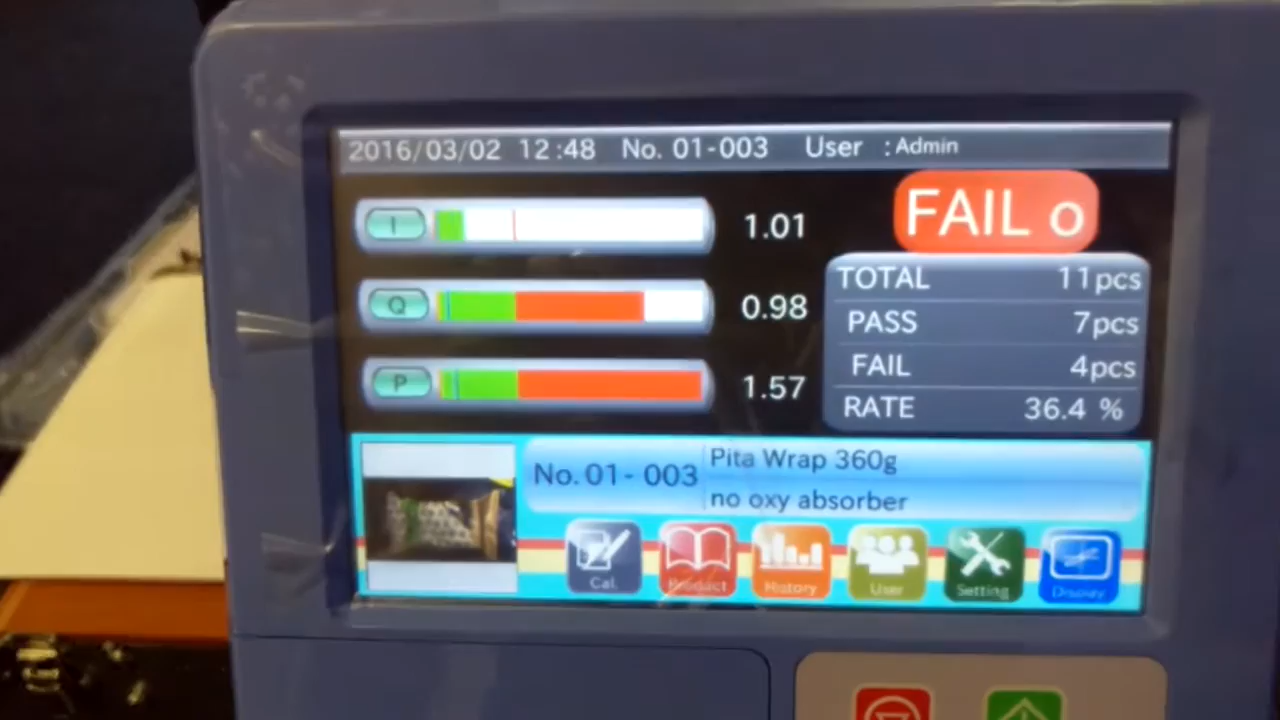 2016/03/02 12:48 No. 01-003 User : Admin
I 1.01
FAIL o
Q 0.98
P 1.57
TOTAL 11pcs
PASS 7pcs
FAIL 4pcs
RATE 36.4 %
No. 01- 003
Pita Wrap 360g
no oxy absorber
Cal. Product History User Setting Display